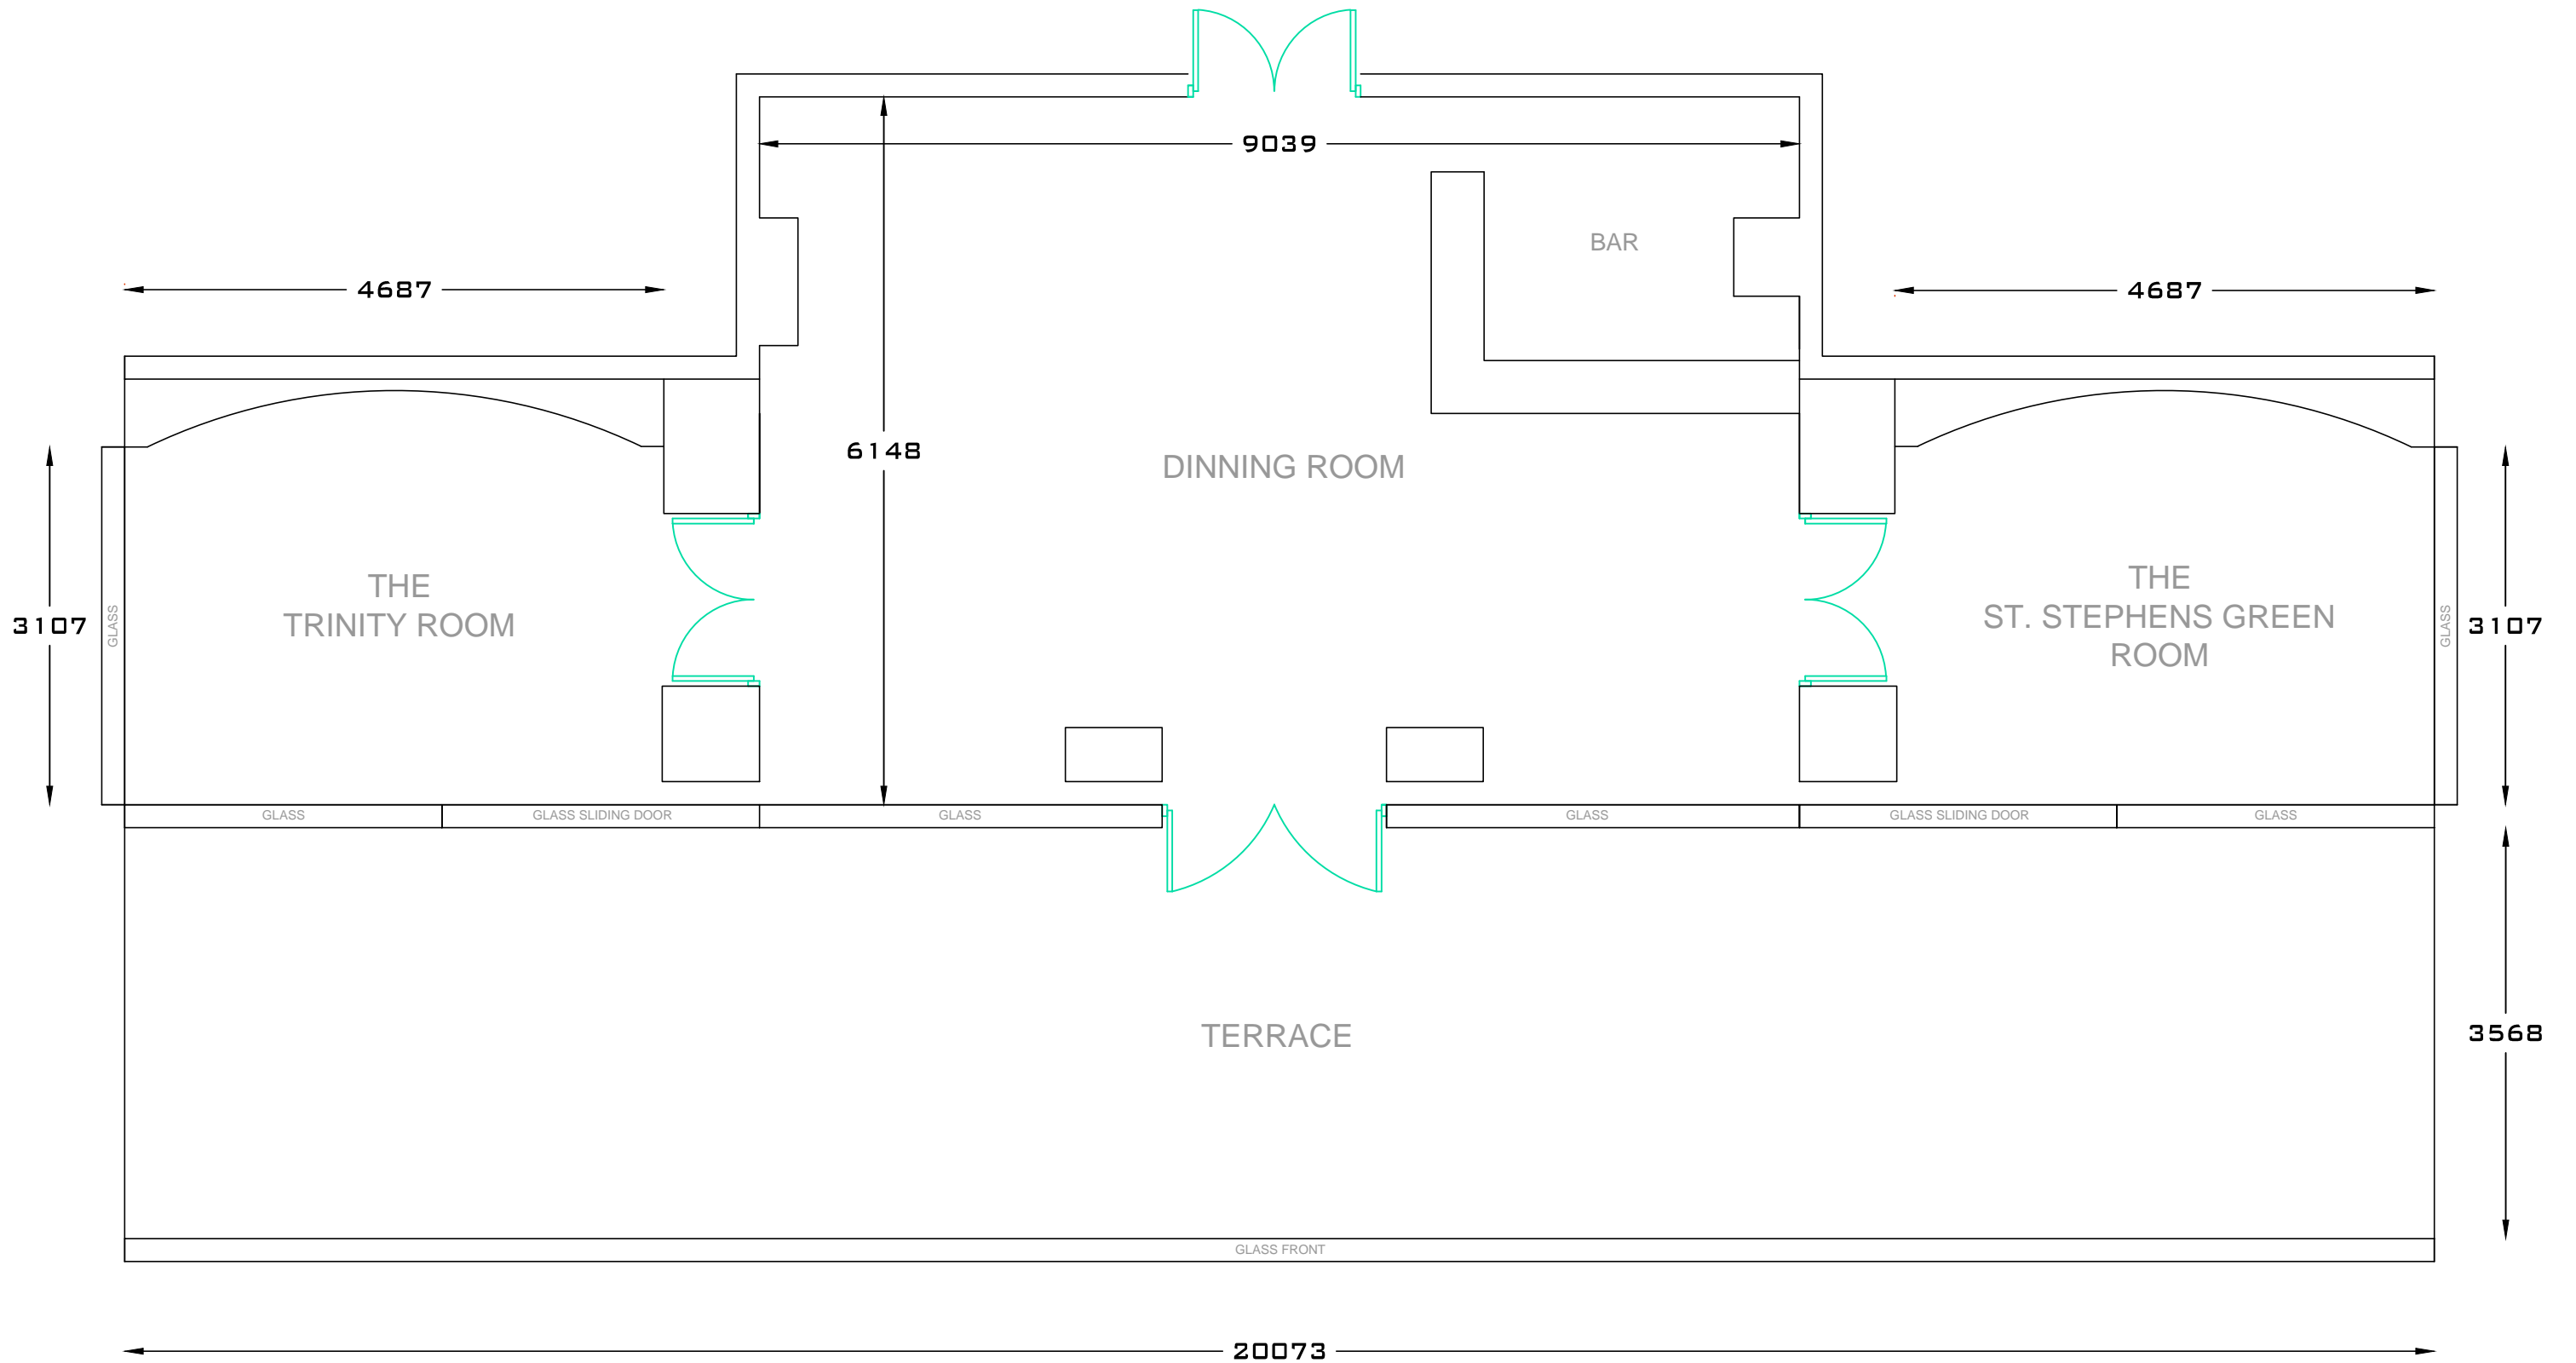 9039
BAR
4687
4687
6148
DINNING ROOM
THE
TRINITY ROOM
THE
ST. STEPHENS GREEN
ROOM
3107
GLASS
GLASS
3107
GLASS
GLASS SLIDING DOOR
GLASS
GLASS
GLASS SLIDING DOOR
GLASS
TERRACE
3568
GLASS FRONT
20073